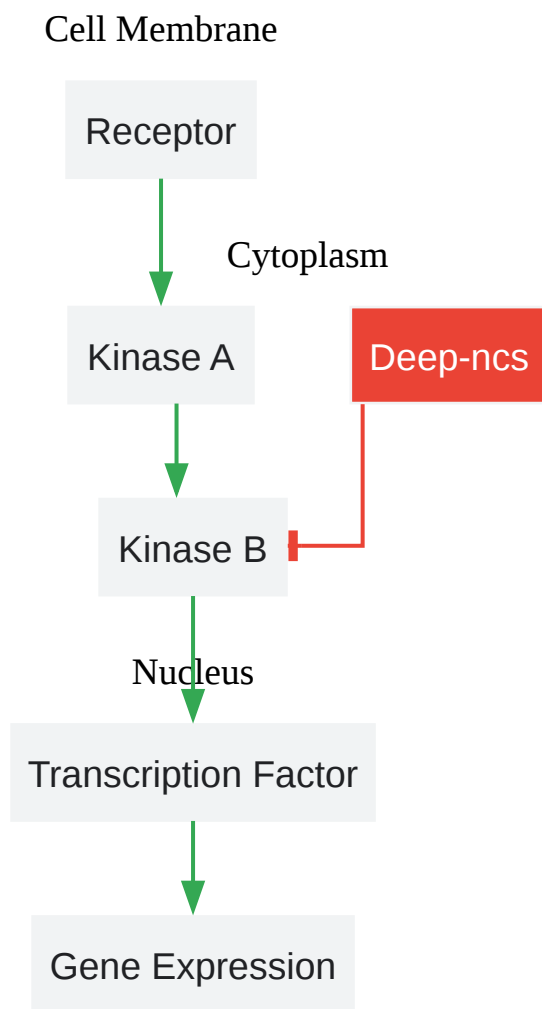 Cell Membrane
Receptor
Cytoplasm
Kinase A
Deep-ncs
Kinase B
Nucleus
Transcription Factor
Gene Expression